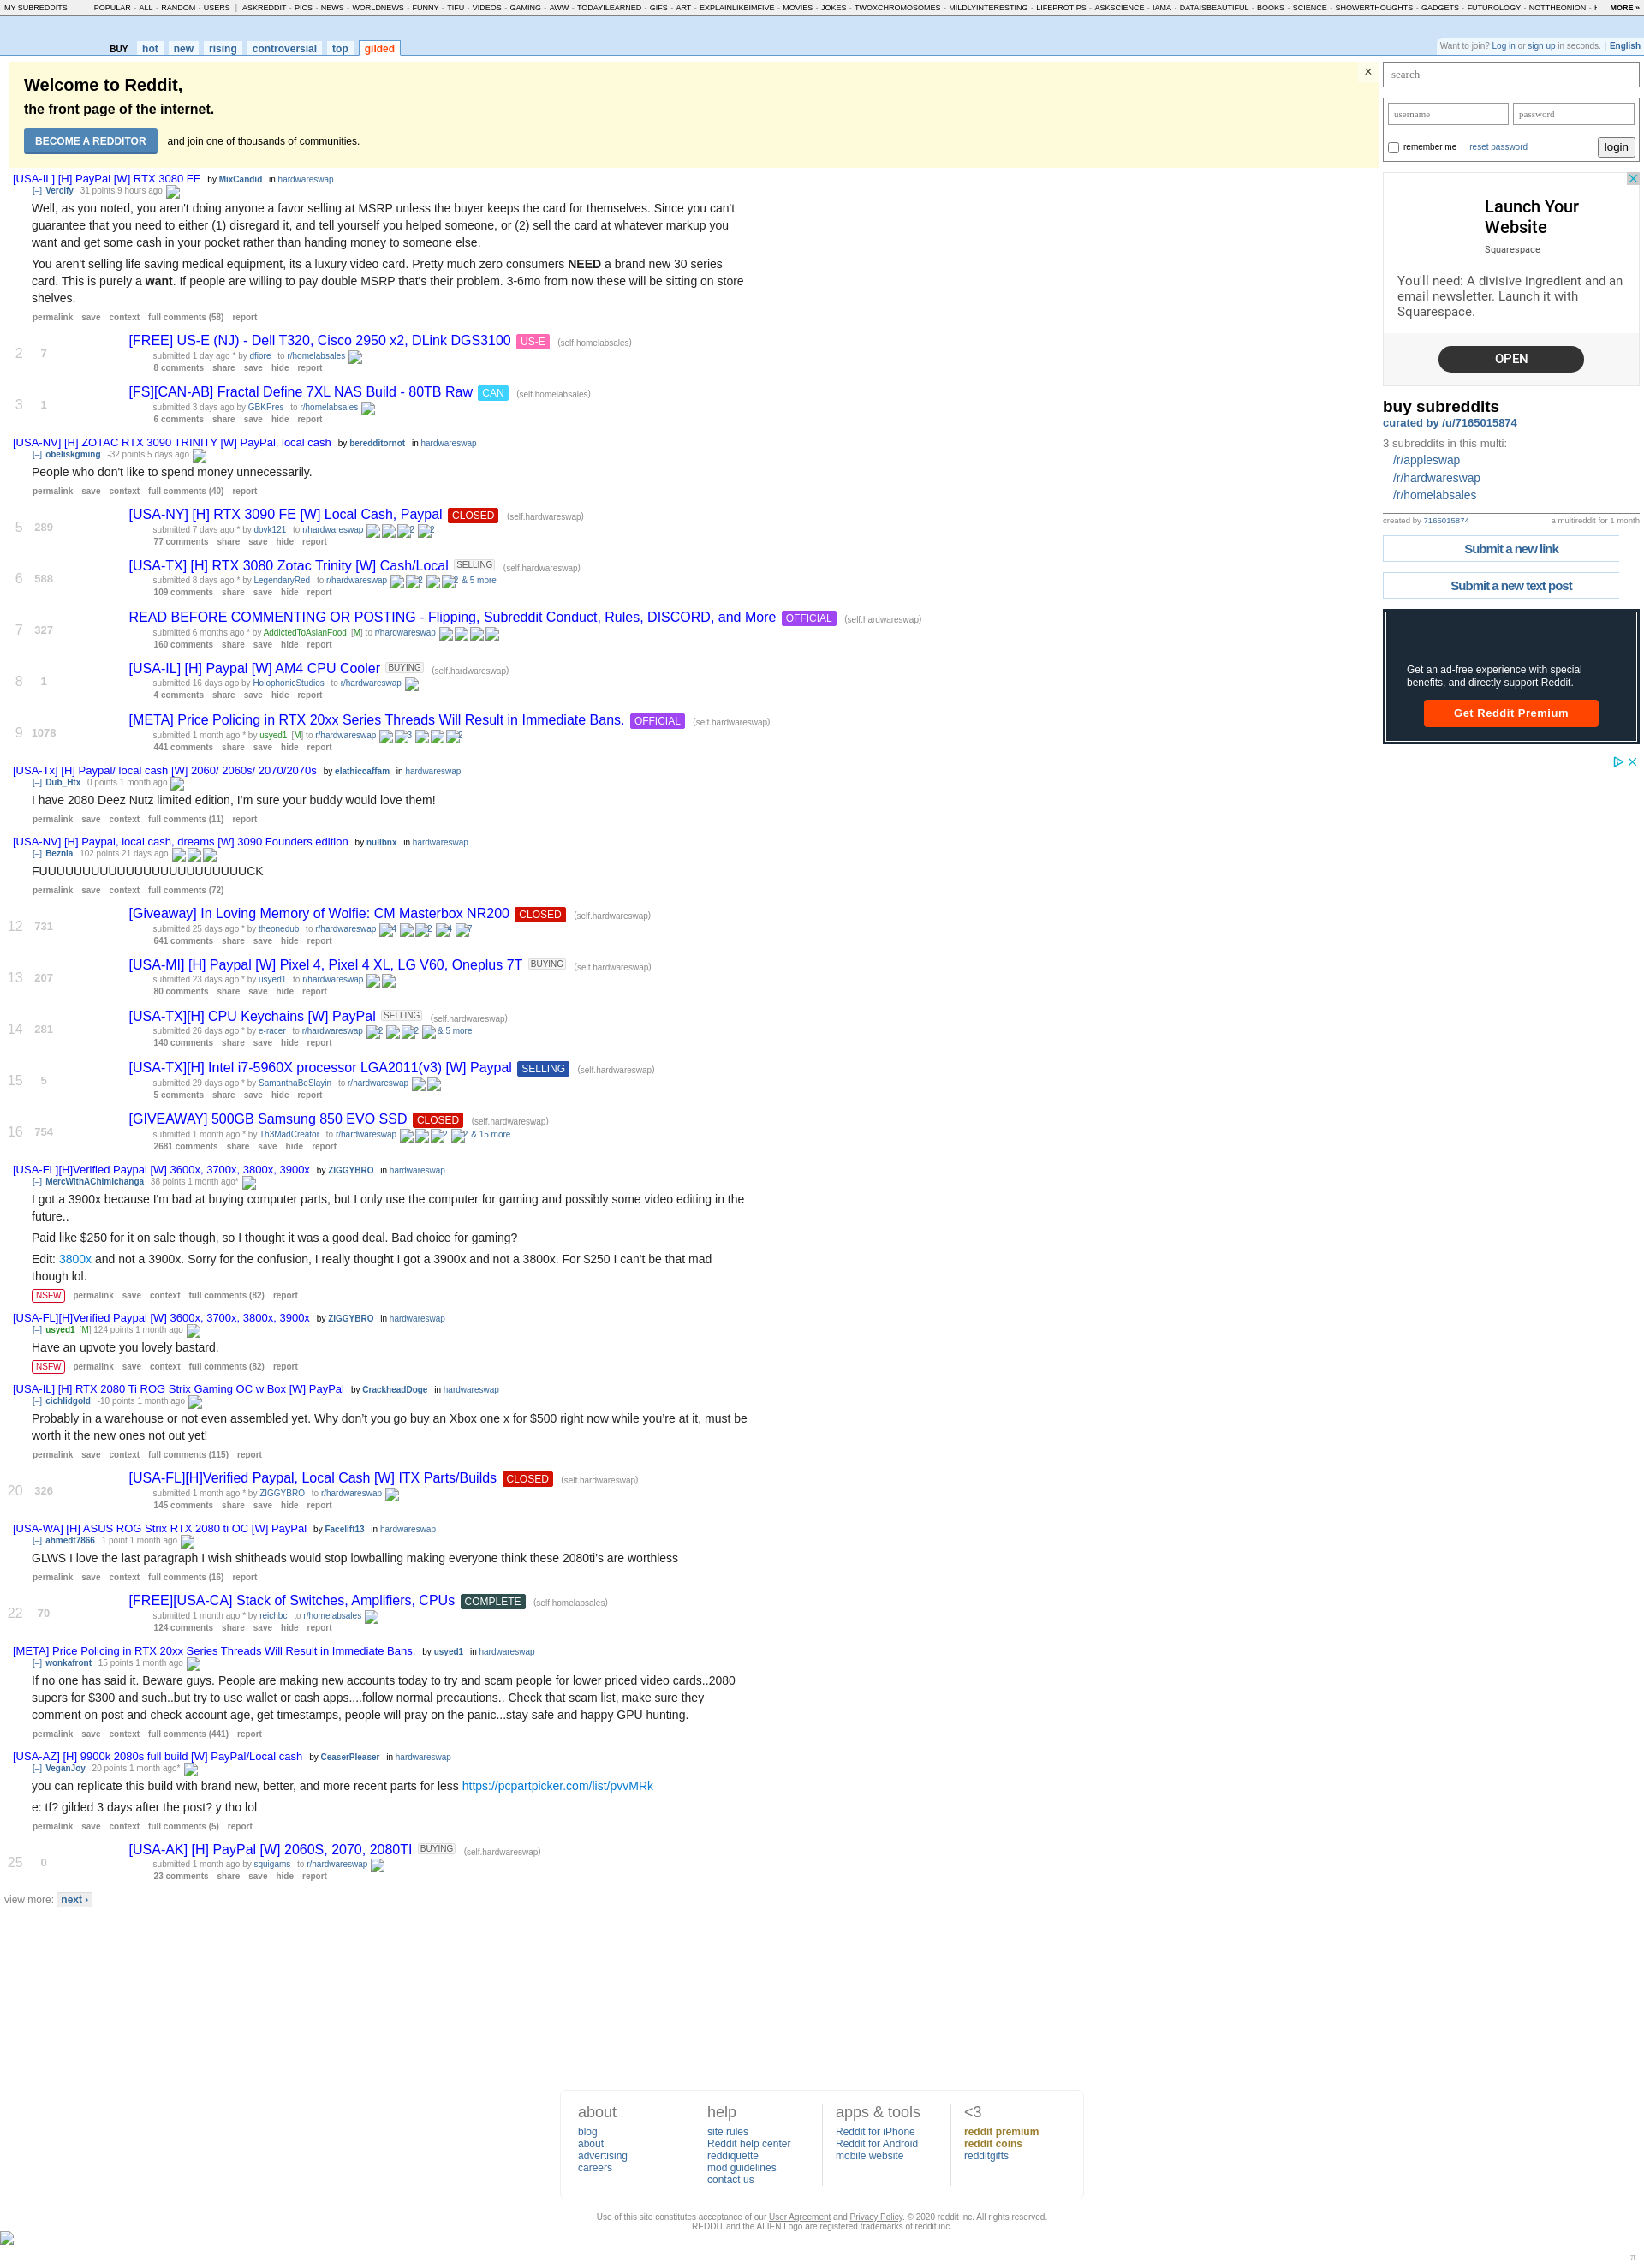 MY SUBREDDITS POPULAR - ALL - RANDOM - USERS | ASKREDDIT - PICS - NEWS - WORLDNEWS - FUNNY - TIFU - VIDEOS - GAMING - AWW - TODAYILEARNED - GIFS - ART - EXPLAINLIKEIMFIVE - MOVIES - JOKES - TWOXCHROMOSOMES - MILDLYINTERESTING - LIFEPROTIPS - ASKSCIENCE - IAMA - DATAISBEAUTIFUL - BOOKS - SCIENCE - SHOWERTHOUGHTS - GADGETS - FUTUROLOGY - NOTTHEONION - MORE »
BUY hot new rising controversial top gilded
Want to join? Log in or sign up in seconds. | English
Welcome to Reddit,
the front page of the internet.
BECOME A REDDITOR and join one of thousands of communities.
×
[USA-IL] [H] PayPal [W] RTX 3080 FE by MixCandid in hardwareswap
[–] Vercify 31 points 9 hours ago
Well, as you noted, you aren't doing anyone a favor selling at MSRP unless the buyer keeps the card for themselves. Since you can't
guarantee that you need to either (1) disregard it, and tell yourself you helped someone, or (2) sell the card at whatever markup you
want and get some cash in your pocket rather than handing money to someone else.
You aren't selling life saving medical equipment, its a luxury video card. Pretty much zero consumers NEED a brand new 30 series
card. This is purely a want. If people are willing to pay double MSRP that's their problem. 3-6mo from now these will be sitting on store
shelves.
permalink save context full comments (58) report
2 7 [FREE] US-E (NJ) - Dell T320, Cisco 2950 x2, DLink DGS3100 US-E (self.homelabsales)
submitted 1 day ago * by dfiore to r/homelabsales
8 comments share save hide report
3 1 [FS][CAN-AB] Fractal Define 7XL NAS Build - 80TB Raw CAN (self.homelabsales)
submitted 3 days ago by GBKPres to r/homelabsales
6 comments share save hide report
[USA-NV] [H] ZOTAC RTX 3090 TRINITY [W] PayPal, local cash by beredditornot in hardwareswap
[–] obeliskgming -32 points 5 days ago
People who don't like to spend money unnecessarily.
permalink save context full comments (40) report
5 289 [USA-NY] [H] RTX 3090 FE [W] Local Cash, Paypal CLOSED (self.hardwareswap)
submitted 7 days ago * by dovk121 to r/hardwareswap 2 2
77 comments share save hide report
6 588 [USA-TX] [H] RTX 3080 Zotac Trinity [W] Cash/Local SELLING (self.hardwareswap)
submitted 8 days ago * by LegendaryRed to r/hardwareswap 2 2 & 5 more
109 comments share save hide report
7 327 READ BEFORE COMMENTING OR POSTING - Flipping, Subreddit Conduct, Rules, DISCORD, and More OFFICIAL (self.hardwareswap)
submitted 6 months ago * by AddictedToAsianFood [M] to r/hardwareswap
160 comments share save hide report
8 1 [USA-IL] [H] Paypal [W] AM4 CPU Cooler BUYING (self.hardwareswap)
submitted 16 days ago by HolophonicStudios to r/hardwareswap
4 comments share save hide report
9 1078 [META] Price Policing in RTX 20xx Series Threads Will Result in Immediate Bans. OFFICIAL (self.hardwareswap)
submitted 1 month ago * by usyed1 [M] to r/hardwareswap 3 2
441 comments share save hide report
[USA-Tx] [H] Paypal/ local cash [W] 2060/ 2060s/ 2070/2070s by elathiccaffam in hardwareswap
[–] Dub_Htx 0 points 1 month ago
I have 2080 Deez Nutz limited edition, I’m sure your buddy would love them!
permalink save context full comments (11) report
[USA-NV] [H] Paypal, local cash, dreams [W] 3090 Founders edition by nullbnx in hardwareswap
[–] Beznia 102 points 21 days ago
FUUUUUUUUUUUUUUUUUUUUUUUUCK
permalink save context full comments (72)
12 731 [Giveaway] In Loving Memory of Wolfie: CM Masterbox NR200 CLOSED (self.hardwareswap)
submitted 25 days ago * by theonedub to r/hardwareswap 4 2 4 7
641 comments share save hide report
13 207 [USA-MI] [H] Paypal [W] Pixel 4, Pixel 4 XL, LG V60, Oneplus 7T BUYING (self.hardwareswap)
submitted 23 days ago * by usyed1 to r/hardwareswap
80 comments share save hide report
14 281 [USA-TX][H] CPU Keychains [W] PayPal SELLING (self.hardwareswap)
submitted 26 days ago * by e-racer to r/hardwareswap 2 2 & 5 more
140 comments share save hide report
15 5 [USA-TX][H] Intel i7-5960X processor LGA2011(v3) [W] Paypal SELLING (self.hardwareswap)
submitted 29 days ago * by SamanthaBeSlayin to r/hardwareswap
5 comments share save hide report
16 754 [GIVEAWAY] 500GB Samsung 850 EVO SSD CLOSED (self.hardwareswap)
submitted 1 month ago * by Th3MadCreator to r/hardwareswap 2 2 & 15 more
2681 comments share save hide report
[USA-FL][H]Verified Paypal [W] 3600x, 3700x, 3800x, 3900x by ZIGGYBRO in hardwareswap
[–] MercWithAChimichanga 38 points 1 month ago*
I got a 3900x because I'm bad at buying computer parts, but I only use the computer for gaming and possibly some video editing in the
future..
Paid like $250 for it on sale though, so I thought it was a good deal. Bad choice for gaming?
Edit: 3800x and not a 3900x. Sorry for the confusion, I really thought I got a 3900x and not a 3800x. For $250 I can't be that mad
though lol.
NSFW permalink save context full comments (82) report
[USA-FL][H]Verified Paypal [W] 3600x, 3700x, 3800x, 3900x by ZIGGYBRO in hardwareswap
[–] usyed1 [M] 124 points 1 month ago
Have an upvote you lovely bastard.
NSFW permalink save context full comments (82) report
[USA-IL] [H] RTX 2080 Ti ROG Strix Gaming OC w Box [W] PayPal by CrackheadDoge in hardwareswap
[–] cichlidgold -10 points 1 month ago
Probably in a warehouse or not even assembled yet. Why don’t you go buy an Xbox one x for $500 right now while you’re at it, must be
worth it the new ones not out yet!
permalink save context full comments (115) report
20 326 [USA-FL][H]Verified Paypal, Local Cash [W] ITX Parts/Builds CLOSED (self.hardwareswap)
submitted 1 month ago * by ZIGGYBRO to r/hardwareswap
145 comments share save hide report
[USA-WA] [H] ASUS ROG Strix RTX 2080 ti OC [W] PayPal by Facelift13 in hardwareswap
[–] ahmedt7866 1 point 1 month ago
GLWS I love the last paragraph I wish shitheads would stop lowballing making everyone think these 2080ti’s are worthless
permalink save context full comments (16) report
22 70 [FREE][USA-CA] Stack of Switches, Amplifiers, CPUs COMPLETE (self.homelabsales)
submitted 1 month ago * by reichbc to r/homelabsales
124 comments share save hide report
[META] Price Policing in RTX 20xx Series Threads Will Result in Immediate Bans. by usyed1 in hardwareswap
[–] wonkafront 15 points 1 month ago
If no one has said it. Beware guys. People are making new accounts today to try and scam people for lower priced video cards..2080
supers for $300 and such..but try to use wallet or cash apps....follow normal precautions.. Check that scam list, make sure they
comment on post and check account age, get timestamps, people will pray on the panic...stay safe and happy GPU hunting.
permalink save context full comments (441) report
[USA-AZ] [H] 9900k 2080s full build [W] PayPal/Local cash by CeaserPleaser in hardwareswap
[–] VeganJoy 20 points 1 month ago*
you can replicate this build with brand new, better, and more recent parts for less https://pcpartpicker.com/list/pvvMRk
e: tf? gilded 3 days after the post? y tho lol
permalink save context full comments (5) report
25 0 [USA-AK] [H] PayPal [W] 2060S, 2070, 2080TI BUYING (self.hardwareswap)
submitted 1 month ago by squigams to r/hardwareswap
23 comments share save hide report
view more: next ›
search
username password
remember me reset password login
Launch Your
Website
Squarespace
You'll need: A divisive ingredient and an
email newsletter. Launch it with
Squarespace.
OPEN
buy subreddits
curated by /u/7165015874
3 subreddits in this multi:
/r/appleswap
/r/hardwareswap
/r/homelabsales
created by 7165015874 a multireddit for 1 month
Submit a new link
Submit a new text post
Get an ad-free experience with special
benefits, and directly support Reddit.
Get Reddit Premium
about
blog
about
advertising
careers
help
site rules
Reddit help center
reddiquette
mod guidelines
contact us
apps & tools
Reddit for iPhone
Reddit for Android
mobile website
<3
reddit premium
reddit coins
redditgifts
Use of this site constitutes acceptance of our User Agreement and Privacy Policy. © 2020 reddit inc. All rights reserved.
REDDIT and the ALIEN Logo are registered trademarks of reddit inc.
π